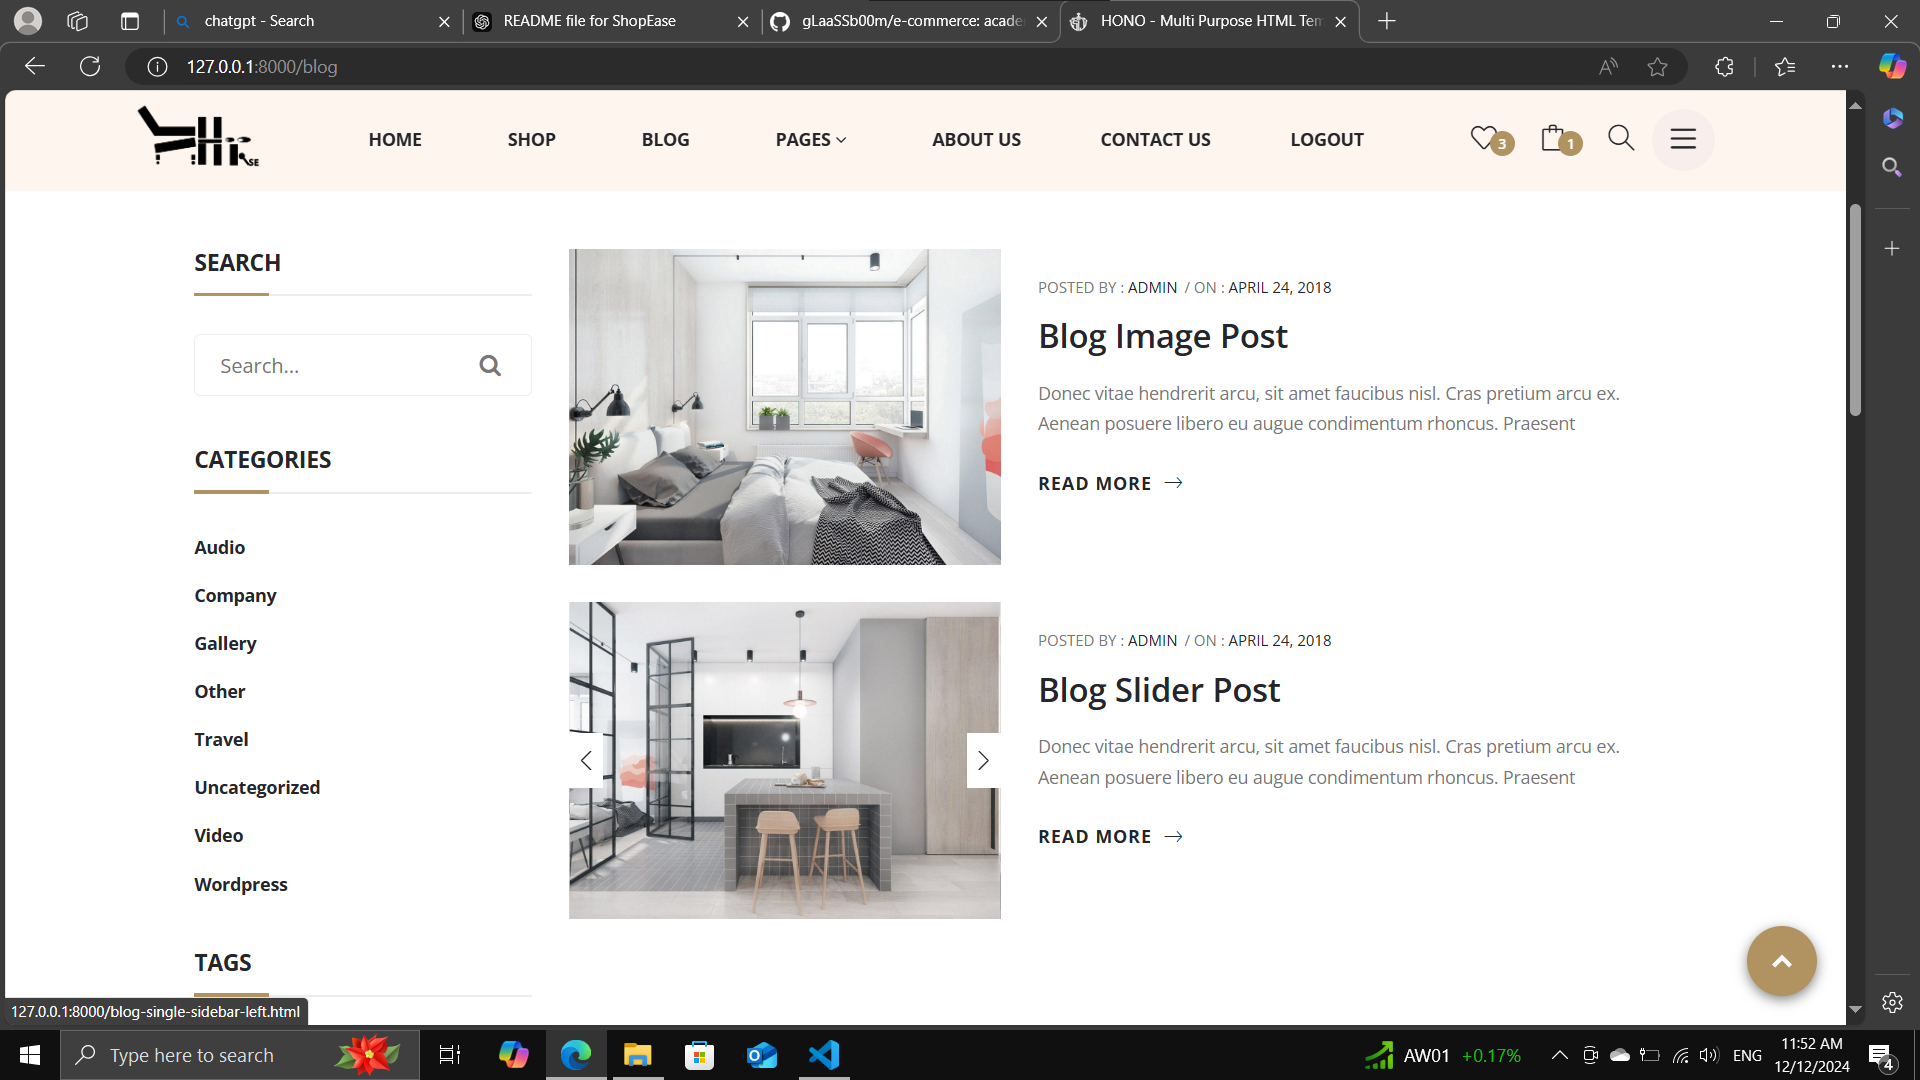 chatgpt - Search
README file for ShopEase
gLaaSSb00m/e-commerce: acade
HONO - Multi Purpose HTML Tem
127.0.0.1:8000/blog
HOME
SHOP
BLOG
PAGES
ABOUT US
CONTACT US
LOGOUT
3
1
SEARCH
Search...
CATEGORIES
Audio
Company
Gallery
Other
Travel
Uncategorized
Video
Wordpress
TAGS
POSTED BY : ADMIN / ON : APRIL 24, 2018
Blog Image Post
Donec vitae hendrerit arcu, sit amet faucibus nisl. Cras pretium arcu ex.
Aenean posuere libero eu augue condimentum rhoncus. Praesent
READ MORE
POSTED BY : ADMIN / ON : APRIL 24, 2018
Blog Slider Post
Donec vitae hendrerit arcu, sit amet faucibus nisl. Cras pretium arcu ex.
Aenean posuere libero eu augue condimentum rhoncus. Praesent
READ MORE
127.0.0.1:8000/blog-single-sidebar-left.html
Type here to search
AW01 +0.17%
ENG
11:52 AM
12/12/2024
4